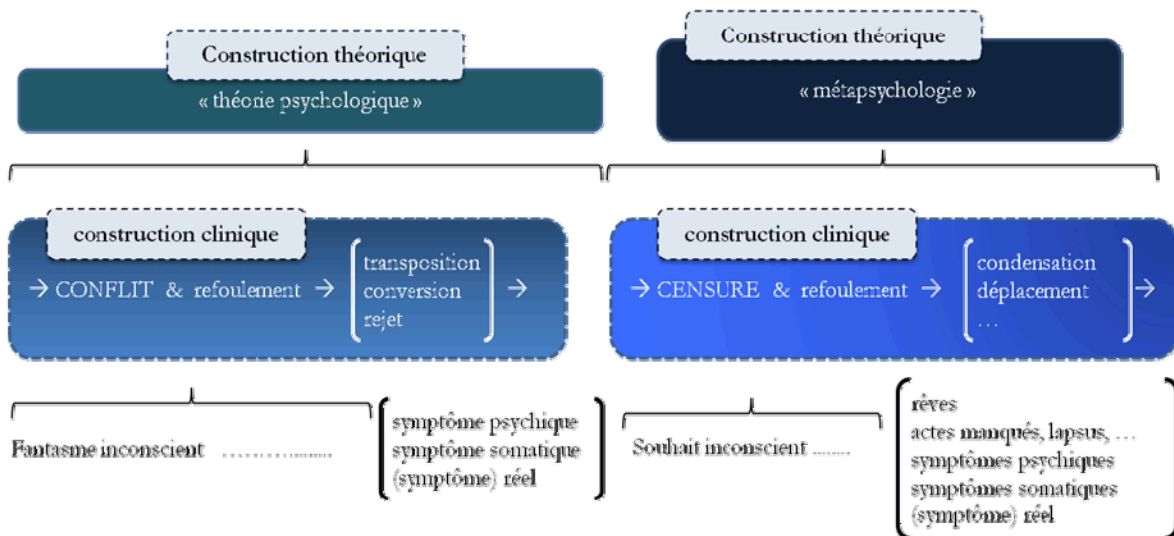 Construction théorique
« théorie psychologique »
construction clinique
→ CONFLIT & refoulement →
transposition
conversion
rejet
→
Fantasme inconscient ....................
symptôme psychique
symptôme somatique
(symptôme) réel
Construction théorique
« métapsychologie »
construction clinique
→ CENSURE & refoulement →
condensation
déplacement
…
→
Souhait inconscient .........
rêves
actes manqués, lapsus, …
symptômes psychiques
symptômes somatiques
(symptôme) réel